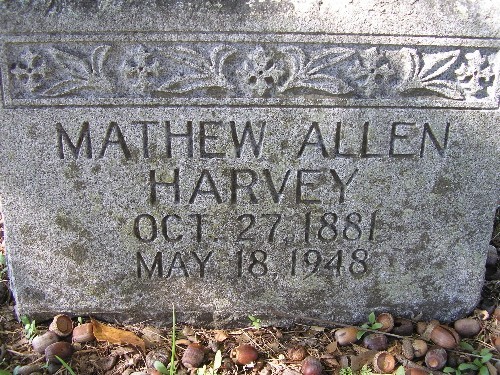 MATHEW ALLEN
HARVEY
OCT. 27, 1881
MAY 18, 1948